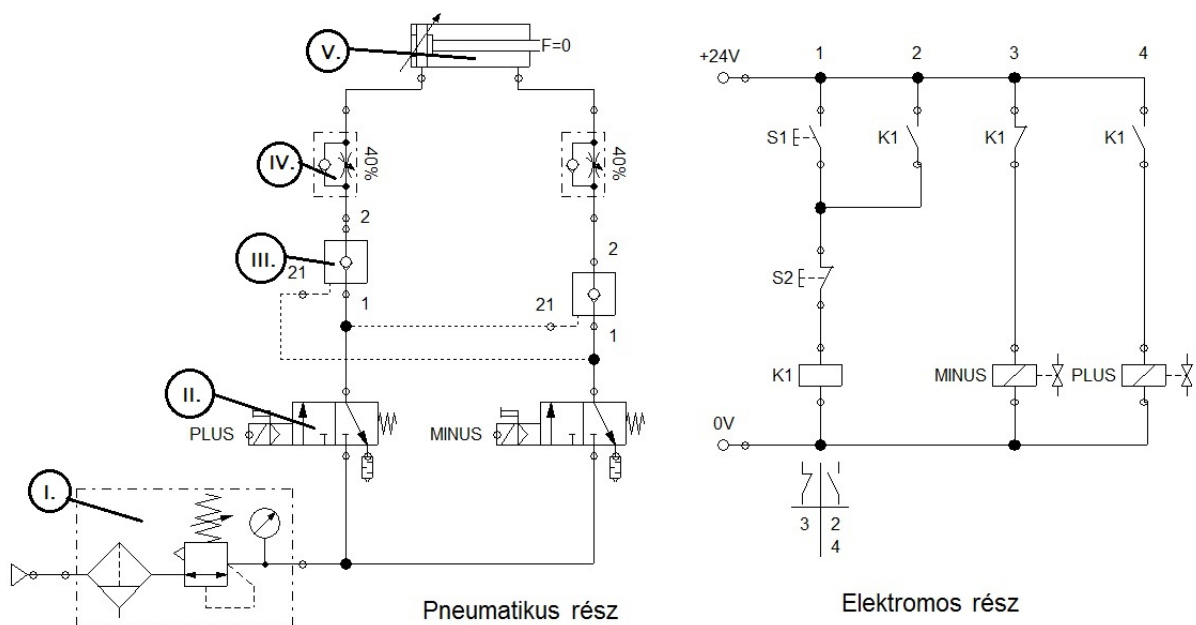 V.
F=0
IV.
40%
40%
2
2
III.
21
1
21
1
II.
PLUS
MINUS
I.
Pneumatikus rész
1
2
3
4
+24V
S1
K1
K1
K1
S2
K1
MINUS
PLUS
0V
3
2
4
Elektromos rész